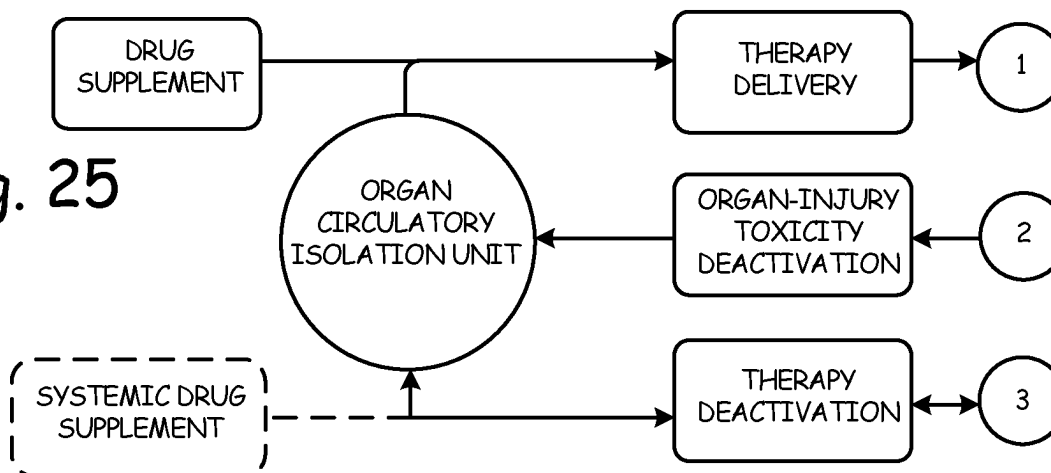 DRUG
SUPPLEMENT
THERAPY
DELIVERY
1
g. 25
ORGAN
CIRCULATORY
ISOLATION UNIT
ORGAN-INJURY
TOXICITY
DEACTIVATION
2
SYSTEMIC DRUG
SUPPLEMENT
THERAPY
DEACTIVATION
3